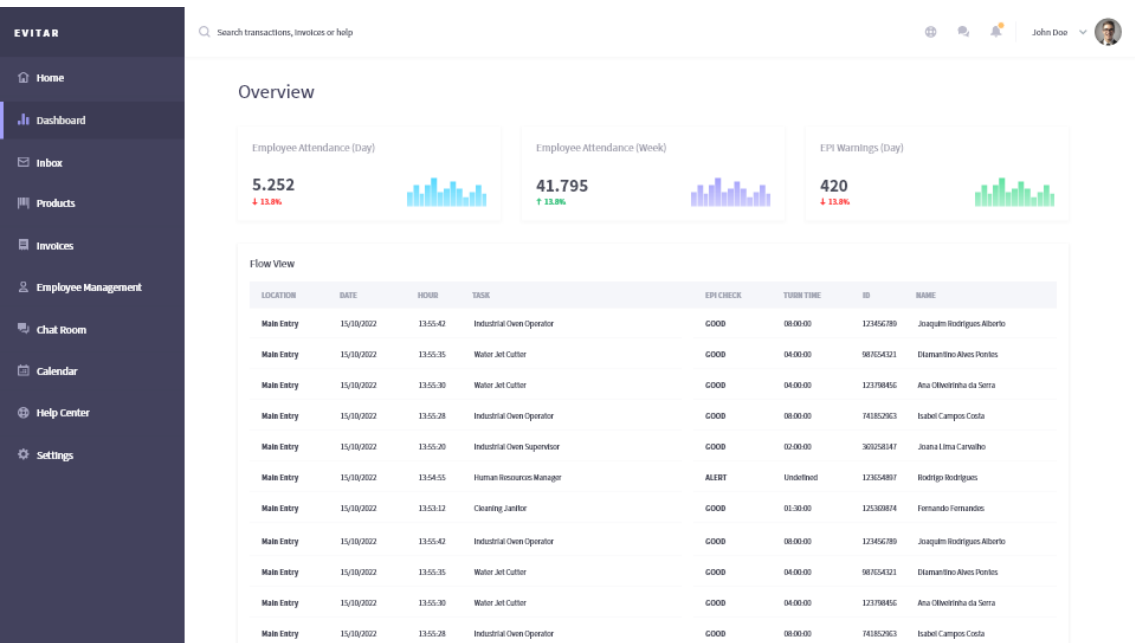 EVITAR
Search transactions, invoices or help
John Doe
Home
Dashboard
Inbox
Products
Invoices
Employee Management
Chat Room
Calendar
Help Center
Settings
Overview
Employee Attendance (Day)
5.252
↓ 13.8%
Employee Attendance (Week)
41.795
↑ 13.8%
EPI Warnings (Day)
420
↓ 13.8%
Flow View
LOCATION DATE HOUR TASK EPI CHECK TURN TIME ID NAME
Main Entry 15/10/2022 13:55:42 Industrial Oven Operator GOOD 08:00:00 123456789 Joaquim Rodrigues Alberto
Main Entry 15/10/2022 13:55:35 Water Jet Cutter GOOD 04:00:00 987654321 Diamantino Alves Pontes
Main Entry 15/10/2022 13:55:30 Water Jet Cutter GOOD 04:00:00 123798456 Ana Oliveirinha da Serra
Main Entry 15/10/2022 13:55:28 Industrial Oven Operator GOOD 08:00:00 741852963 Isabel Campos Costa
Main Entry 15/10/2022 13:55:20 Industrial Oven Supervisor GOOD 02:00:00 369258147 Joana Lima Carvalho
Main Entry 15/10/2022 13:54:55 Human Resources Manager ALERT Undefined 123654897 Rodrigo Rodrigues
Main Entry 15/10/2022 13:53:12 Cleaning Janitor GOOD 01:30:00 125369874 Fernando Fernandes
Main Entry 15/10/2022 13:55:42 Industrial Oven Operator GOOD 08:00:00 123456789 Joaquim Rodrigues Alberto
Main Entry 15/10/2022 13:55:35 Water Jet Cutter GOOD 04:00:00 987654321 Diamantino Alves Pontes
Main Entry 15/10/2022 13:55:30 Water Jet Cutter GOOD 04:00:00 123798456 Ana Oliveirinha da Serra
Main Entry 15/10/2022 13:55:28 Industrial Oven Operator GOOD 08:00:00 741852963 Isabel Campos Costa